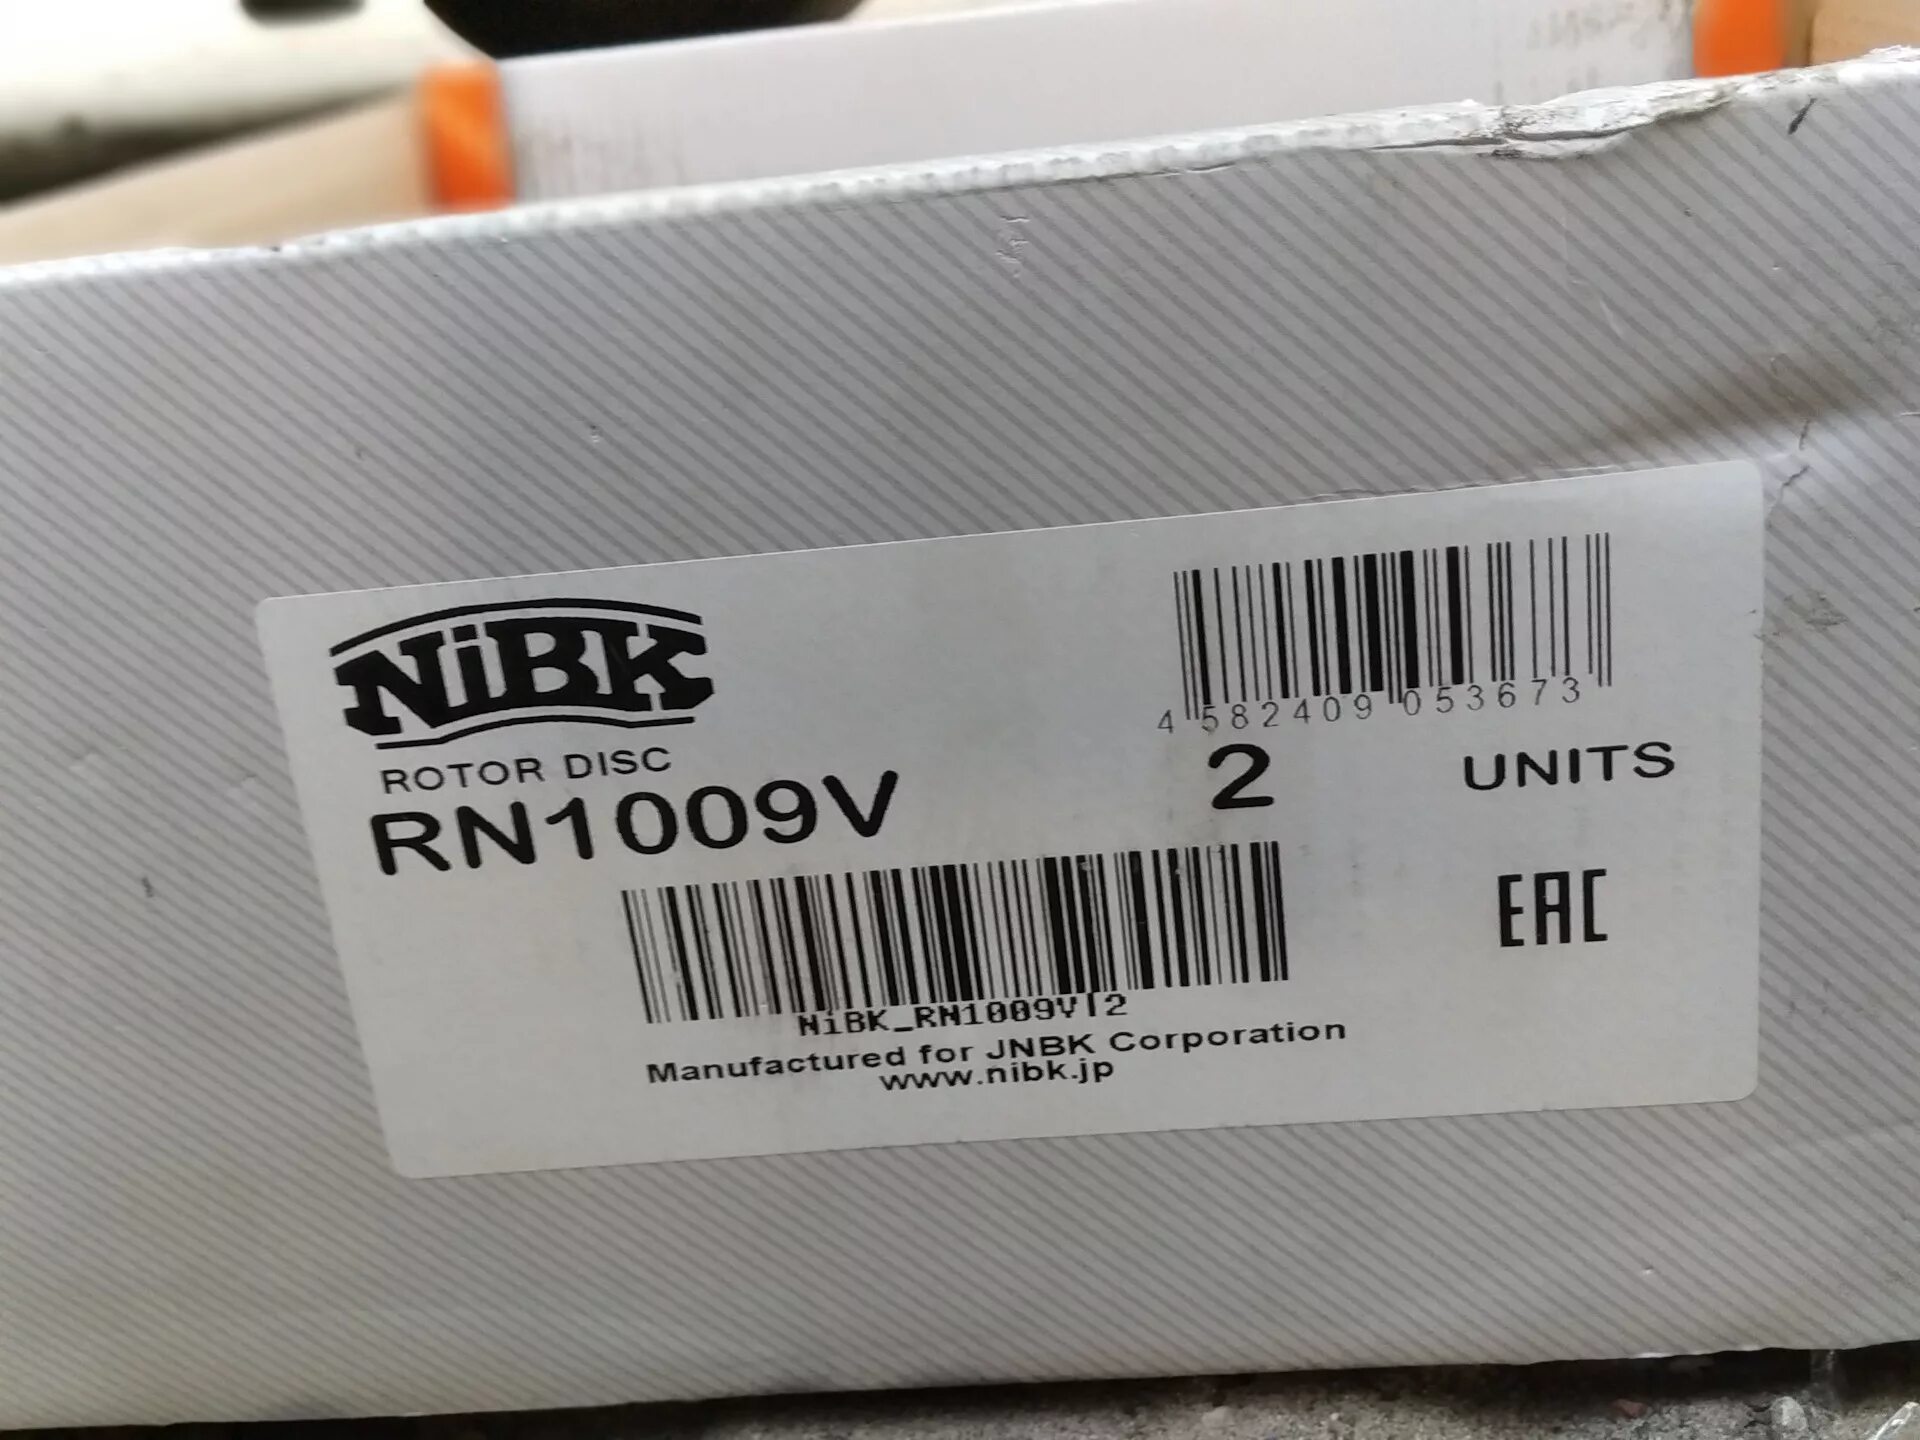 NiBK
ROTOR DISC
RN1009V
4 582409 053673
2 UNITS
EAC
NiBK_RN1009V|2
Manufactured for JNBK Corporation
www.nibk.jp